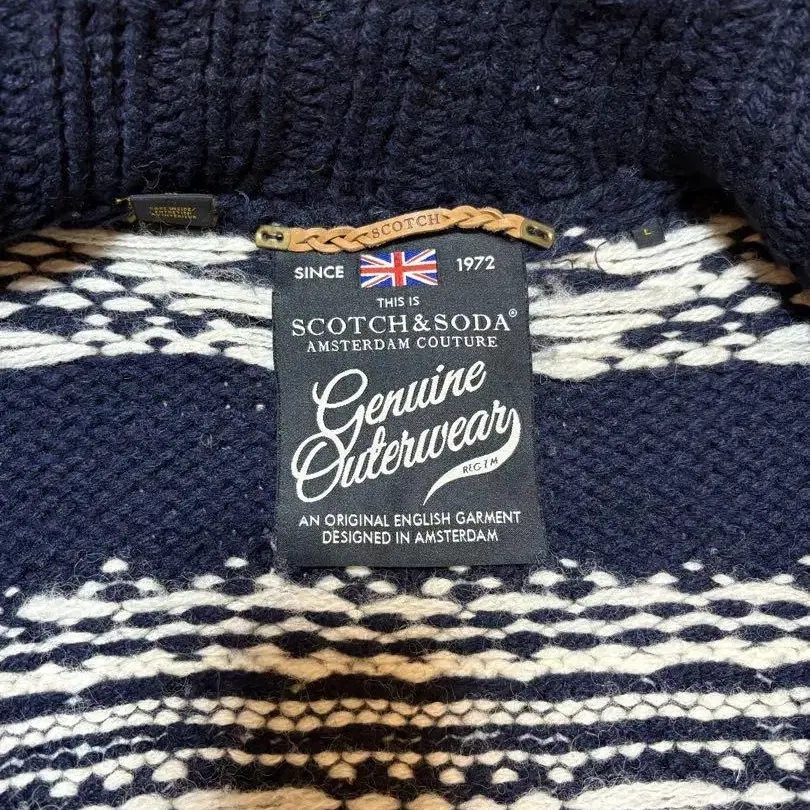 SCOTCH
L
SINCE 1972
THIS IS
SCOTCH & SODA®
AMSTERDAM COUTURE
Genuine
Outerwear
REG TM
AN ORIGINAL ENGLISH GARMENT
DESIGNED IN AMSTERDAM